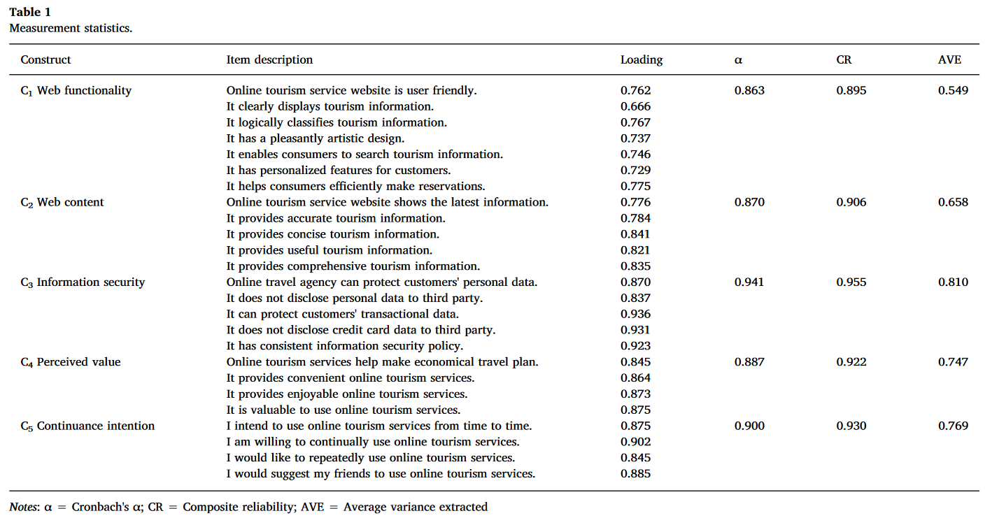 Table 1
Measurement statistics.
Construct Item description Loading α CR AVE
C1 Web functionality Online tourism service website is user friendly. 0.762 0.863 0.895 0.549
It clearly displays tourism information. 0.666
It logically classifies tourism information. 0.767
It has a pleasantly artistic design. 0.737
It enables consumers to search tourism information. 0.746
It has personalized features for customers. 0.729
It helps consumers efficiently make reservations. 0.775
C2 Web content Online tourism service website shows the latest information. 0.776 0.870 0.906 0.658
It provides accurate tourism information. 0.784
It provides concise tourism information. 0.841
It provides useful tourism information. 0.821
It provides comprehensive tourism information. 0.835
C3 Information security Online travel agency can protect customers' personal data. 0.870 0.941 0.955 0.810
It does not disclose personal data to third party. 0.837
It can protect customers' transactional data. 0.936
It does not disclose credit card data to third party. 0.931
It has consistent information security policy. 0.923
C4 Perceived value Online tourism services help make economical travel plan. 0.845 0.887 0.922 0.747
It provides convenient online tourism services. 0.864
It provides enjoyable online tourism services. 0.873
It is valuable to use online tourism services. 0.875
C5 Continuance intention I intend to use online tourism services from time to time. 0.875 0.900 0.930 0.769
I am willing to continually use online tourism services. 0.902
I would like to repeatedly use online tourism services. 0.845
I would suggest my friends to use online tourism services. 0.885
Notes: α = Cronbach's α; CR = Composite reliability; AVE = Average variance extracted